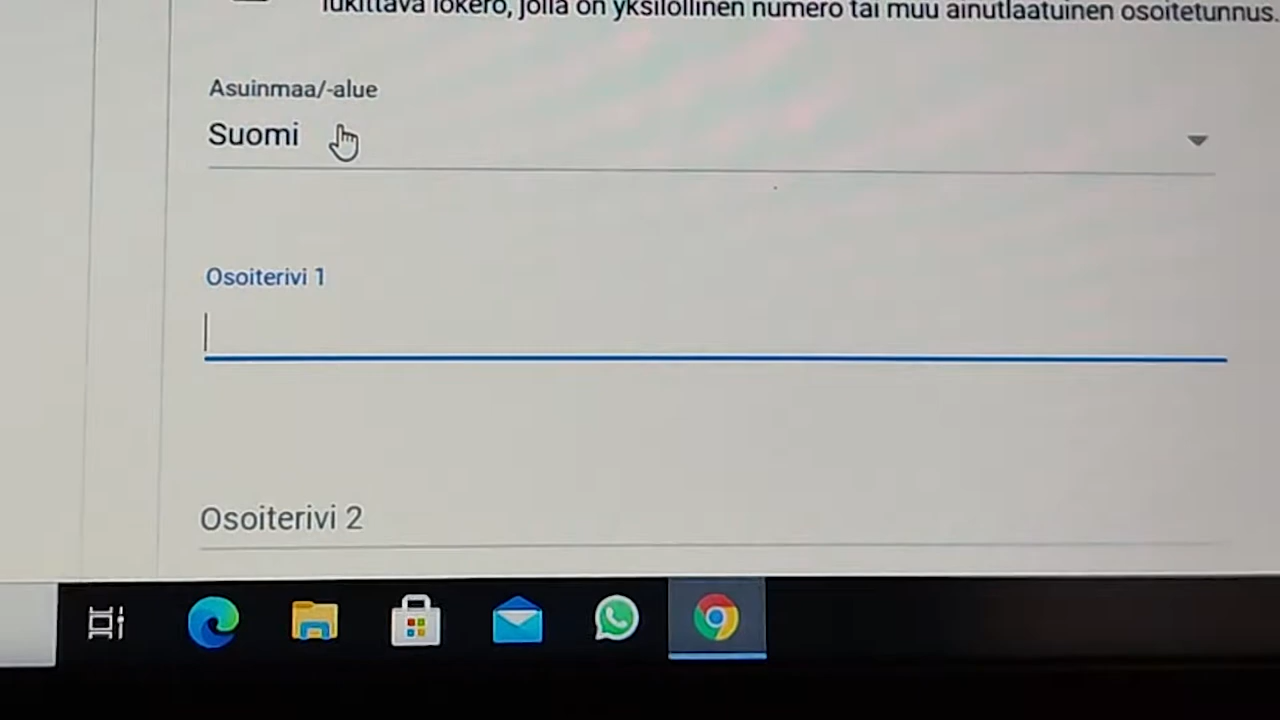 lukittava lokero, jolla on yksilöllinen numero tai muu ainutlaatuinen osoitetunnus.
Asuinmaa/-alue
Suomi
Osoiterivi 1
Osoiterivi 2